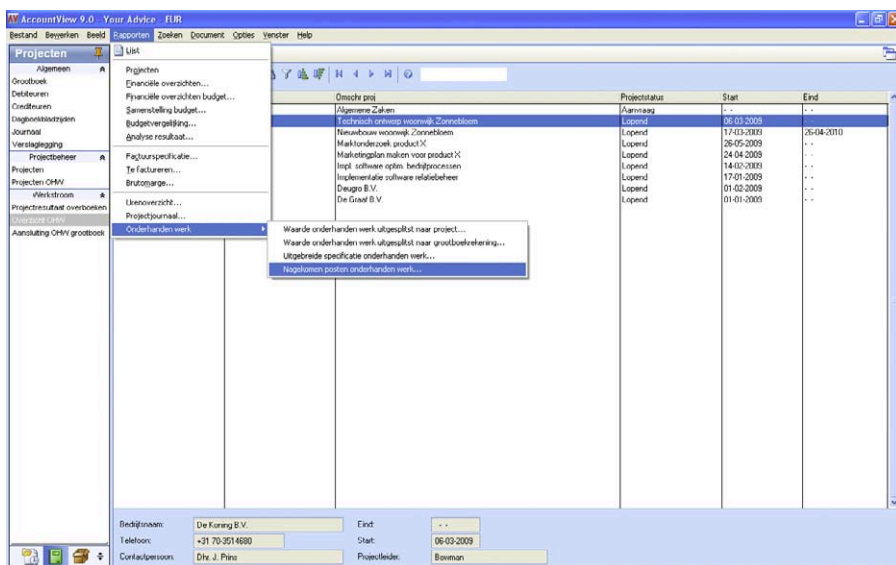 AccountView 9.0 - Your Advice - EUR
Bestand Bewerken Beeld Rapporten Zoeken Document Opties Venster Help
Projecten
Algemeen
Grootboek
Debiteuren
Crediteuren
Dagboekbladzijden
Journaal
Verslaglegging
Projectbeheer
Projecten
Projecten OHW
Werkstroom
Projectresultaat overboeken
Overzicht OHW
Aansluiting OHW grootboek
List
Projecten
Financiële overzichten...
Financiële overzichten budget...
Samenstelling budget...
Budgetvergelijking...
Analyse resultaat...
Factuurspecificatie...
Te factureren...
Brutomarge...
Urenoverzicht...
Projectjournaal...
Onderhanden werk
Waarde onderhanden werk uitgesplitst naar project...
Waarde onderhanden werk uitgesplitst naar grootboekrekening...
Uitgebreide specificatie onderhanden werk...
Nagekomen posten onderhanden werk...
Omschr proj Projectstatus Start Eind
Algemene Zaken Aanvraag - - - -
Technisch ontwerp woonwijk Zonnebloem Lopend 06-03-2009 - -
Nieuwbouw woonwijk Zonnebloem Lopend 17-03-2009 26-04-2010
Marktonderzoek product X Lopend 26-05-2009 - -
Marketingplan maken voor product X Lopend 24-04-2009 - -
Impl. software optim. bedrijfprocessen Lopend 14-02-2009 - -
Implementatie software relatiebeheer Lopend 17-01-2009 - -
Deugro B.V. Lopend 01-02-2009 - -
De Graaf B.V. Lopend 01-01-2009 - -
Bedrijfsnaam: De Koning B.V. Eind: - -
Telefoon: +31 70-3514680 Start: 06-03-2009
Contactpersoon: Dhr. J. Prins Projectleider: Bowman